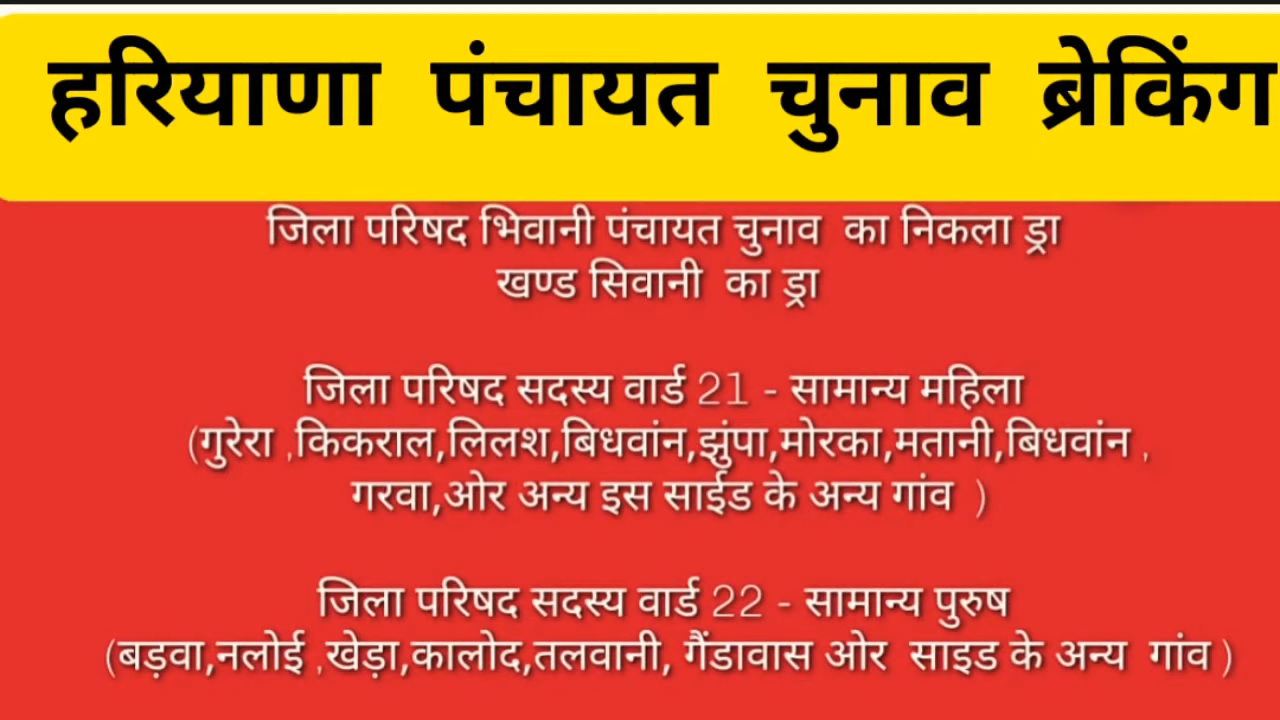 हरियाणा पंचायत चुनाव ब्रेकिंग
जिला परिषद भिवानी पंचायत चुनाव का निकला ड्रा
खण्ड सिवानी का ड्रा
जिला परिषद सदस्य वार्ड 21 - सामान्य महिला
(गुरेरा ,किकराल,लिलश,बिधवांन,झुंपा,मोरका,मतानी,बिधवांन ,
गरवा,ओर अन्य इस साईड के अन्य गांव )
जिला परिषद सदस्य वार्ड 22 - सामान्य पुरुष
(बड़वा,नलोई ,खेड़ा,कालोद,तलवानी, गैंडावास ओर साइड के अन्य गांव )